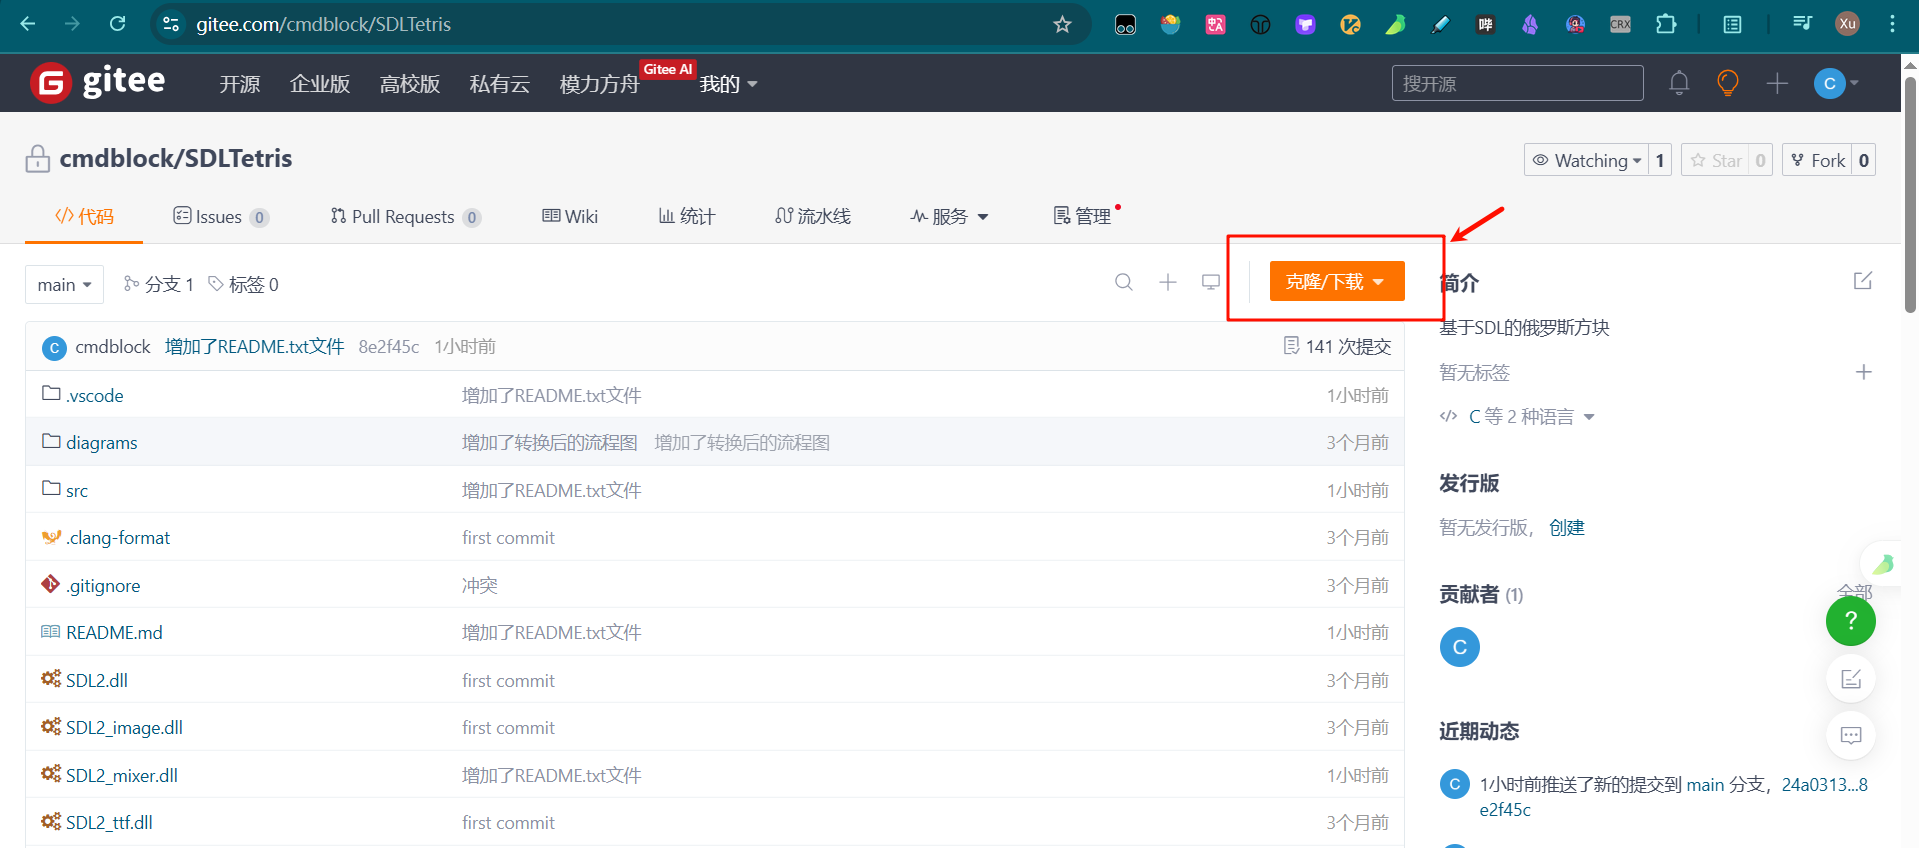 gitee.com/cmdblock/SDLTetris
CRX
Xu
gitee 开源 企业版 高校版 私有云 模力方舟 Gitee AI 我的 搜开源 C
cmdblock/SDLTetris
Watching 1 Star 0 Fork 0
代码 Issues 0 Pull Requests 0 Wiki 统计 流水线 服务 管理
main 分支 1 标签 0 克隆/下载
C cmdblock 增加了README.txt文件 8e2f45c 1小时前 141 次提交
.vscode 增加了README.txt文件 1小时前
diagrams 增加了转换后的流程图 增加了转换后的流程图 3个月前
src 增加了README.txt文件 1小时前
.clang-format first commit 3个月前
.gitignore 冲突 3个月前
README.md 增加了README.txt文件 1小时前
SDL2.dll first commit 3个月前
SDL2_image.dll first commit 3个月前
SDL2_mixer.dll 增加了README.txt文件 1小时前
SDL2_ttf.dll first commit 3个月前
简介
基于SDL的俄罗斯方块
暂无标签
C 等 2 种语言
发行版
暂无发行版， 创建
贡献者 (1) 全部
C
?
近期动态
C 1小时前推送了新的提交到 main 分支，24a0313...8
e2f45c